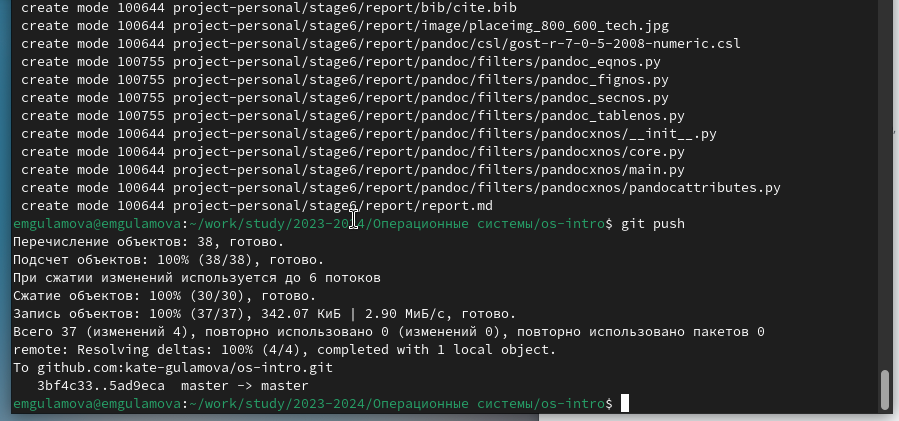 create mode 100644 project-personal/stage6/report/bib/cite.bib
create mode 100644 project-personal/stage6/report/image/placeimg_800_600_tech.jpg
create mode 100644 project-personal/stage6/report/pandoc/csl/gost-r-7-0-5-2008-numeric.csl
create mode 100755 project-personal/stage6/report/pandoc/filters/pandoc_eqnos.py
create mode 100755 project-personal/stage6/report/pandoc/filters/pandoc_fignos.py
create mode 100755 project-personal/stage6/report/pandoc/filters/pandoc_secnos.py
create mode 100755 project-personal/stage6/report/pandoc/filters/pandoc_tablenos.py
create mode 100644 project-personal/stage6/report/pandoc/filters/pandocxnos/__init__.py
create mode 100644 project-personal/stage6/report/pandoc/filters/pandocxnos/core.py
create mode 100644 project-personal/stage6/report/pandoc/filters/pandocxnos/main.py
create mode 100644 project-personal/stage6/report/pandoc/filters/pandocxnos/pandocattributes.py
create mode 100644 project-personal/stage6/report/report.md
emgulamova@emgulamova:~/work/study/2023-2024/Операционные системы/os-intro$ git push
Перечисление объектов: 38, готово.
Подсчет объектов: 100% (38/38), готово.
При сжатии изменений используется до 6 потоков
Сжатие объектов: 100% (30/30), готово.
Запись объектов: 100% (37/37), 342.07 КиБ | 2.90 МиБ/с, готово.
Всего 37 (изменений 4), повторно использовано 0 (изменений 0), повторно использовано пакетов 0
remote: Resolving deltas: 100% (4/4), completed with 1 local object.
To github.com:kate-gulamova/os-intro.git
3bf4c33..5ad9eca  master -> master
emgulamova@emgulamova:~/work/study/2023-2024/Операционные системы/os-intro$